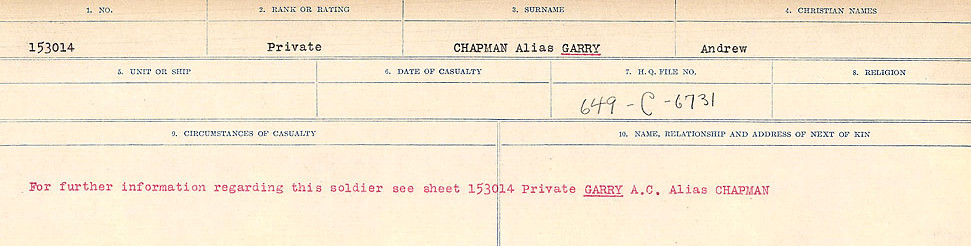 1. NO. 2. RANK OR RATING 3. SURNAME 4. CHRISTIAN NAMES
153014 Private CHAPMAN Alias GARRY Andrew
5. UNIT OR SHIP 6. DATE OF CASUALTY 7. H.Q. FILE NO. 8. RELIGION
649-C-6731
9. CIRCUMSTANCES OF CASUALTY 10. NAME, RELATIONSHIP AND ADDRESS OF NEXT OF KIN
For further information regarding this soldier see sheet 153014 Private GARRY A.C. Alias CHAPMAN